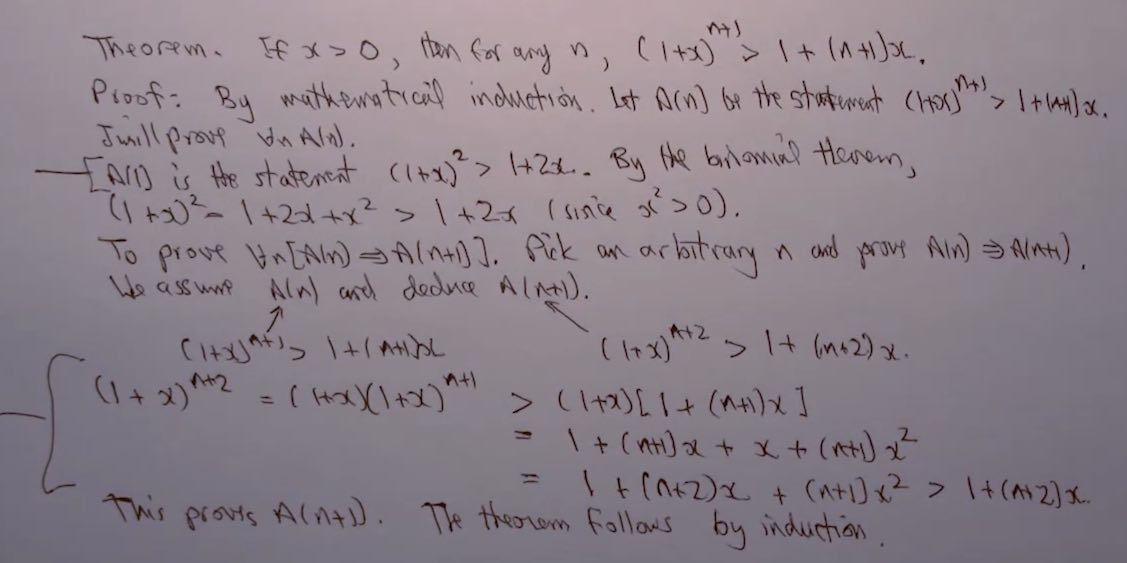 Theorem. If x > 0, then for any n, (1+x)^{n+1} > 1 + (n+1)x.
Proof: By mathematical induction. Let A(n) be the statement (1+x)^{n+1} > 1+(n+1)x.
I will prove ∀n A(n).
[A(1) is the statement (1+x)^2 > 1+2x. By the binomial theorem,
(1+x)^2 = 1+2x+x^2 > 1+2x (since x^2>0).
To prove ∀n[A(n) ⇒ A(n+1)]. Pick an arbitrary n and prove A(n) ⇒ A(n+1).
We assume A(n) and deduce A(n+1).
(1+x)^{n+1} > 1+(n+1)x (1+x)^{n+2} > 1 + (n+2)x.
(1+x)^{n+2} = (1+x)(1+x)^{n+1} > (1+x)[1 + (n+1)x]
= 1 + (n+1)x + x + (n+1)x^2
= 1 + (n+2)x + (n+1)x^2 > 1+(n+2)x.
This proves A(n+1). The theorem follows by induction.